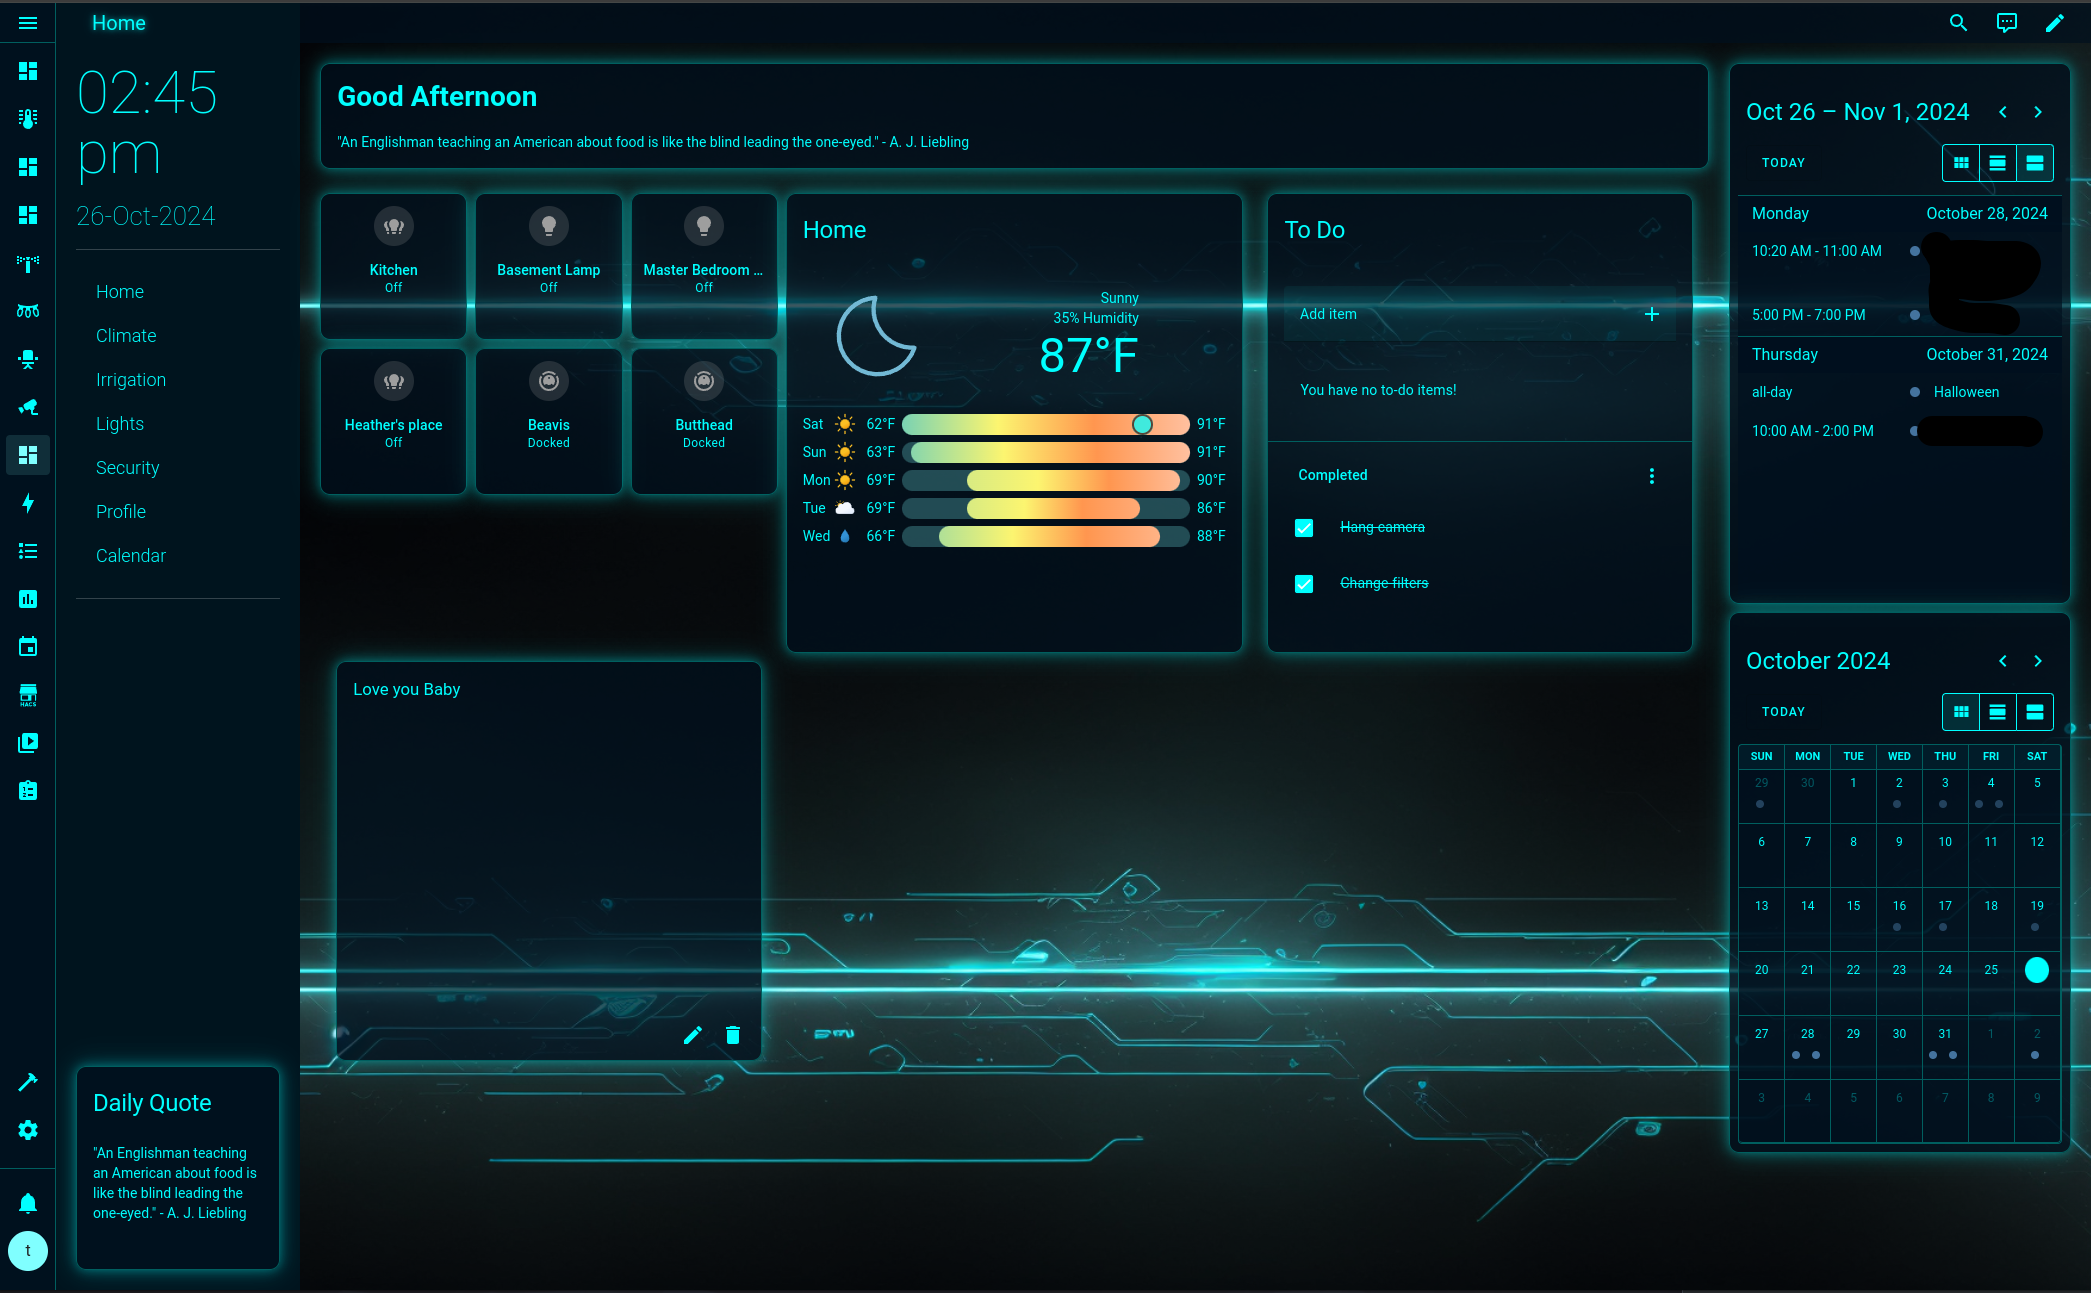 Home
02:45
pm
26-Oct-2024
Home
Climate
Irrigation
Lights
Security
Profile
Calendar
HACS
t
Daily Quote
"An Englishman teaching
an American about food is
like the blind leading the
one-eyed." - A. J. Liebling
Good Afternoon
"An Englishman teaching an American about food is like the blind leading the one-eyed." - A. J. Liebling
Kitchen
Off
Basement Lamp
Off
Master Bedroom ...
Off
Heather's place
Off
Beavis
Docked
Butthead
Docked
Home
Sunny
35% Humidity
87°F
Sat 62°F 91°F
Sun 63°F 91°F
Mon 69°F 90°F
Tue 69°F 86°F
Wed 66°F 88°F
To Do
Add item
You have no to-do items!
Completed
Hang camera
Change filters
Love you Baby
Oct 26 – Nov 1, 2024
TODAY
Monday October 28, 2024
10:20 AM - 11:00 AM
5:00 PM - 7:00 PM
Thursday October 31, 2024
all-day Halloween
10:00 AM - 2:00 PM
October 2024
TODAY
SUN MON TUE WED THU FRI SAT
29 30 1 2 3 4 5
6 7 8 9 10 11 12
13 14 15 16 17 18 19
20 21 22 23 24 25
27 28 29 30 31 1 2
3 4 5 6 7 8 9